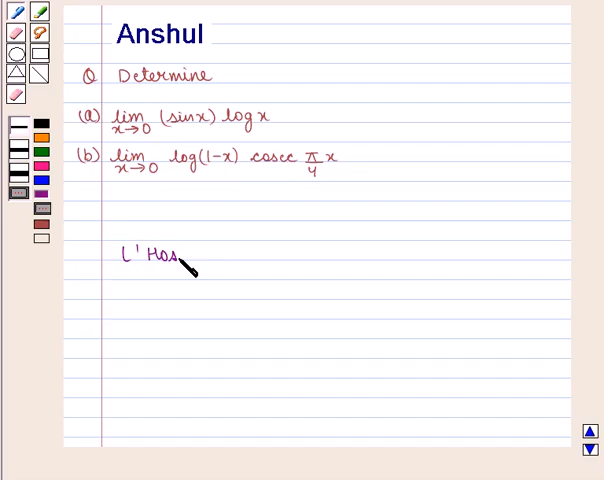 Anshul
Q Determine
(a) lim x→0 (sinx) log x
(b) lim x→0 log(1-x) cosec π/4 x
L' Hos